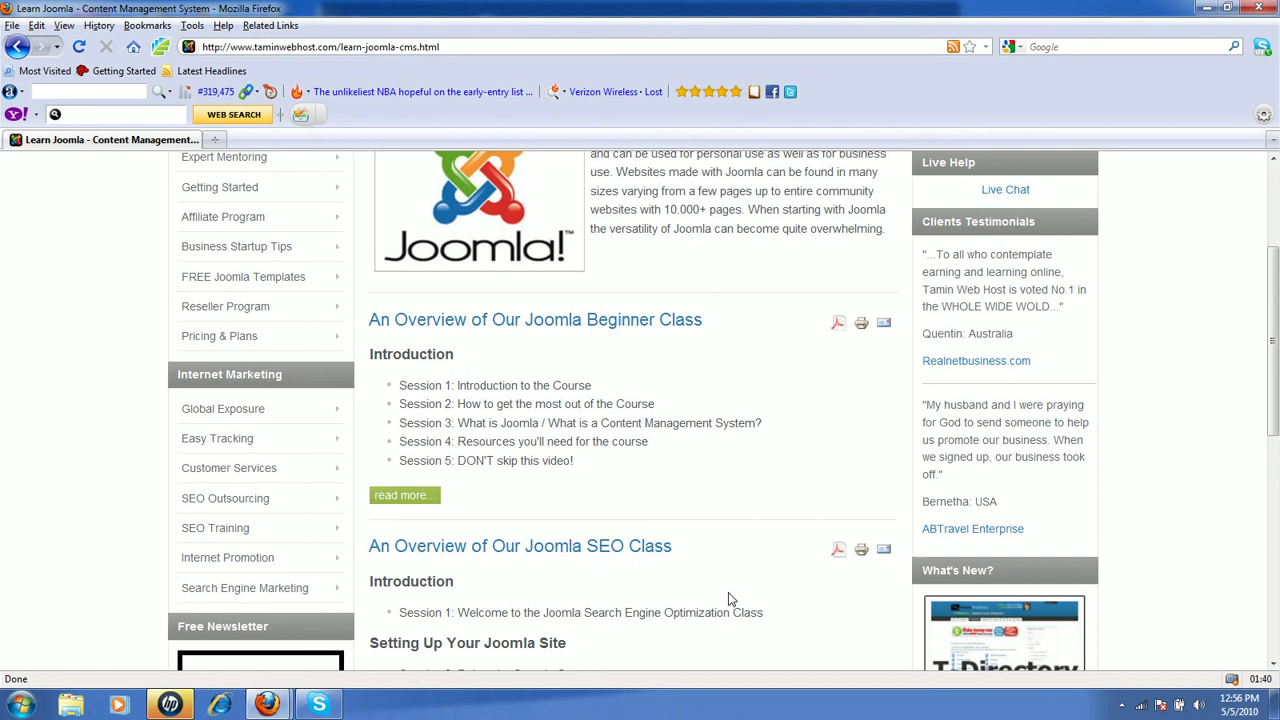 Learn Joomla - Content Management System - Mozilla Firefox
File Edit View History Bookmarks Tools Help Related Links
http://www.taminwebhost.com/learn-joomla-cms.html
Google
Most Visited Getting Started Latest Headlines
#319,475 The unlikeliest NBA hopeful on the early-entry list ... Verizon Wireless - Lost
WEB SEARCH
Learn Joomla - Content Management...
Expert Mentoring
Getting Started
Affiliate Program
Business Startup Tips
FREE Joomla Templates
Reseller Program
Pricing & Plans
Internet Marketing
Global Exposure
Easy Tracking
Customer Services
SEO Outsourcing
SEO Training
Internet Promotion
Search Engine Marketing
Free Newsletter
Joomla!™
and can be used for personal use as well as for business
use. Websites made with Joomla can be found in many
sizes varying from a few pages up to entire community
websites with 10.000+ pages. When starting with Joomla
the versatility of Joomla can become quite overwhelming.
An Overview of Our Joomla Beginner Class
Introduction
Session 1: Introduction to the Course
Session 2: How to get the most out of the Course
Session 3: What is Joomla / What is a Content Management System?
Session 4: Resources you'll need for the course
Session 5: DON'T skip this video!
read more...
An Overview of Our Joomla SEO Class
Introduction
Session 1: Welcome to the Joomla Search Engine Optimization Class
Setting Up Your Joomla Site
Live Help
Live Chat
Clients Testimonials
"...To all who contemplate
earning and learning online,
Tamin Web Host is voted No.1 in
the WHOLE WIDE WOLD..."
Quentin: Australia
Realnetbusiness.com
"My husband and I were praying
for God to send someone to help
us promote our business. When
we signed up, our business took
off."
Bernetha: USA
ABTravel Enterprise
What's New?
T-Directory
Done
01:40
12:56 PM
5/5/2010